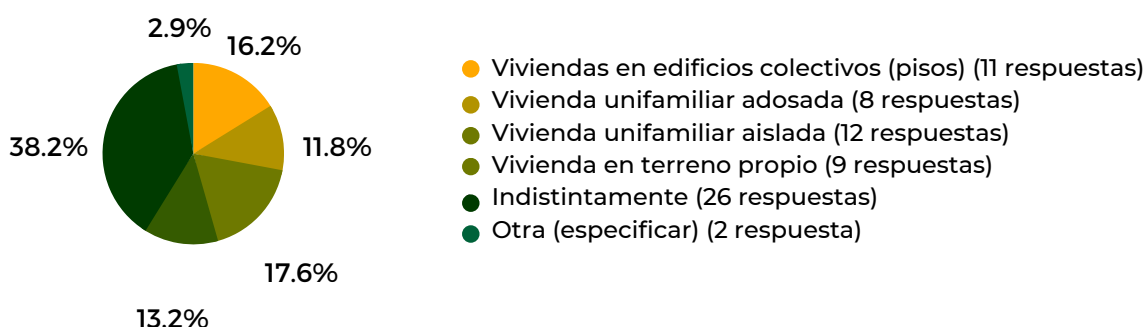 2.9%
16.2%
38.2%
11.8%
17.6%
13.2%
Viviendas en edificios colectivos (pisos) (11 respuestas)
Vivienda unifamiliar adosada (8 respuestas)
Vivienda unifamiliar aislada (12 respuestas)
Vivienda en terreno propio (9 respuestas)
Indistintamente (26 respuestas)
Otra (especificar) (2 respuesta)